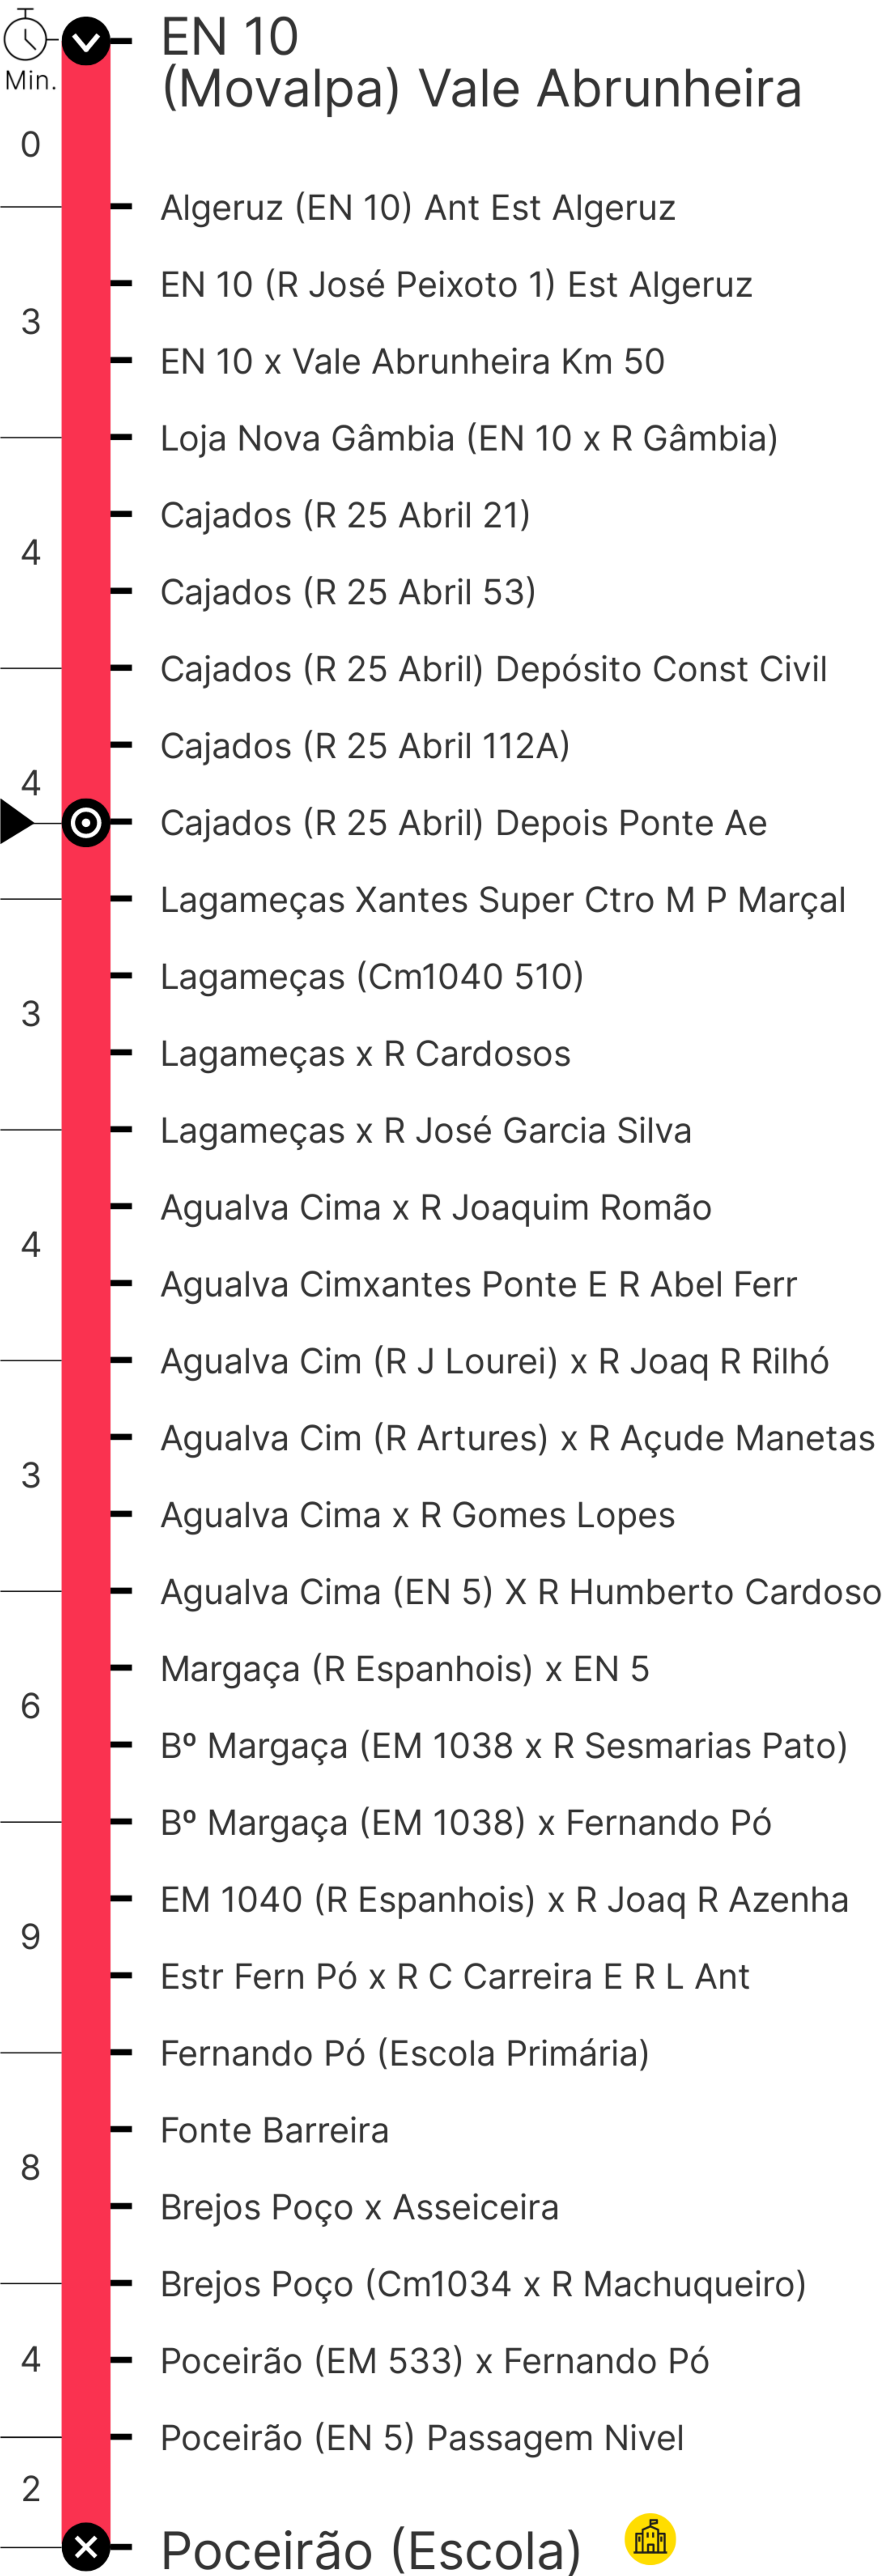 EN 10
(Movalpa) Vale Abrunheira
Min.
0
Algeruz (EN 10) Ant Est Algeruz
EN 10 (R José Peixoto 1) Est Algeruz
3
EN 10 x Vale Abrunheira Km 50
Loja Nova Gâmbia (EN 10 x R Gâmbia)
Cajados (R 25 Abril 21)
4
Cajados (R 25 Abril 53)
Cajados (R 25 Abril) Depósito Const Civil
Cajados (R 25 Abril 112A)
4
Cajados (R 25 Abril) Depois Ponte Ae
Lagameças Xantes Super Ctro M P Marçal
Lagameças (Cm1040 510)
3
Lagameças x R Cardosos
Lagameças x R José Garcia Silva
Agualva Cima x R Joaquim Romão
4
Agualva Cimxantes Ponte E R Abel Ferr
Agualva Cim (R J Lourei) x R Joaq R Rilhó
Agualva Cim (R Artures) x R Açude Manetas
3
Agualva Cima x R Gomes Lopes
Agualva Cima (EN 5) X R Humberto Cardoso
Margaça (R Espanhois) x EN 5
6
Bº Margaça (EM 1038 x R Sesmarias Pato)
Bº Margaça (EM 1038) x Fernando Pó
EM 1040 (R Espanhois) x R Joaq R Azenha
9
Estr Fern Pó x R C Carreira E R L Ant
Fernando Pó (Escola Primária)
Fonte Barreira
8
Brejos Poço x Asseiceira
Brejos Poço (Cm1034 x R Machuqueiro)
4
Poceirão (EM 533) x Fernando Pó
Poceirão (EN 5) Passagem Nivel
2
Poceirão (Escola)